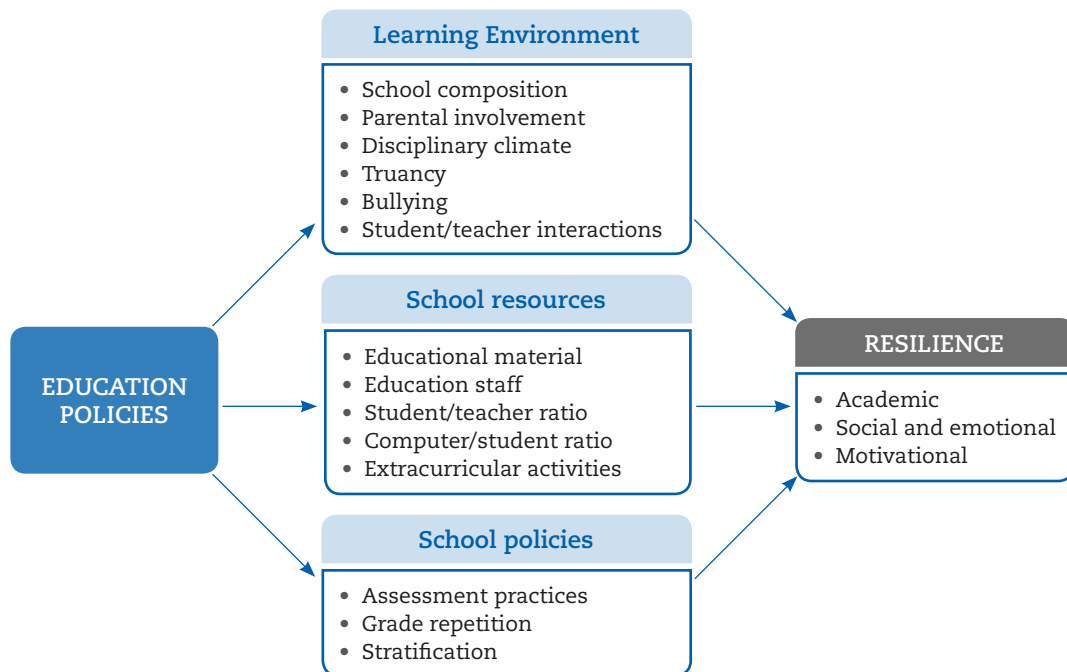 Learning Environment
• School composition
• Parental involvement
• Disciplinary climate
• Truancy
• Bullying
• Student/teacher interactions
School resources
• Educational material
• Education staff
• Student/teacher ratio
• Computer/student ratio
• Extracurricular activities
EDUCATION
POLICIES
RESILIENCE
• Academic
• Social and emotional
• Motivational
School policies
• Assessment practices
• Grade repetition
• Stratification